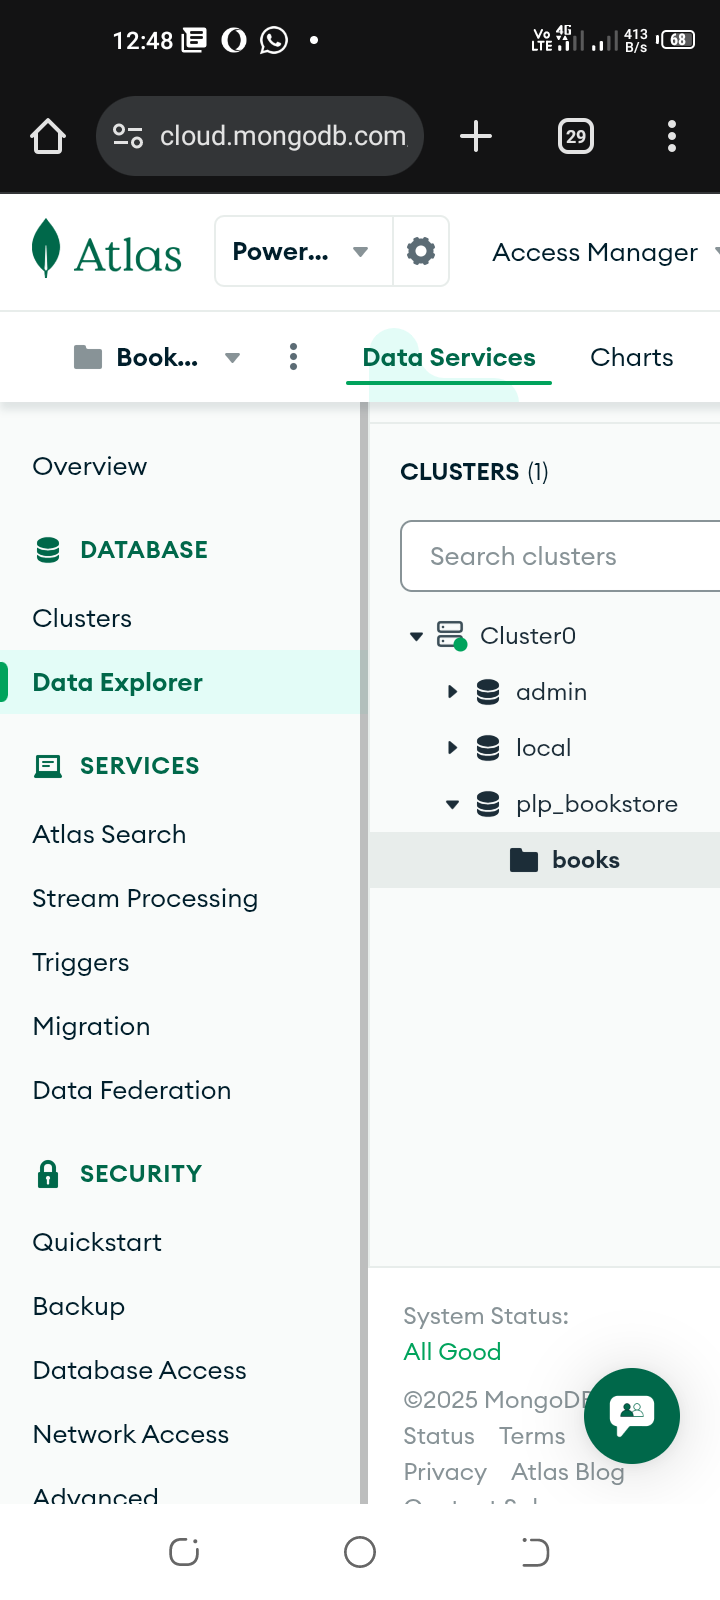 12:48
Vo LTE 4G 413 B/s 68
cloud.mongodb.com
29
Atlas Power... Access Manager
Book... Data Services Charts
Overview
DATABASE
Clusters
Data Explorer
SERVICES
Atlas Search
Stream Processing
Triggers
Migration
Data Federation
SECURITY
Quickstart
Backup
Database Access
Network Access
Advanced
CLUSTERS (1)
Search clusters
Cluster0
admin
local
plp_bookstore
books
System Status:
All Good
©2025 MongoDB
Status Terms
Privacy Atlas Blog